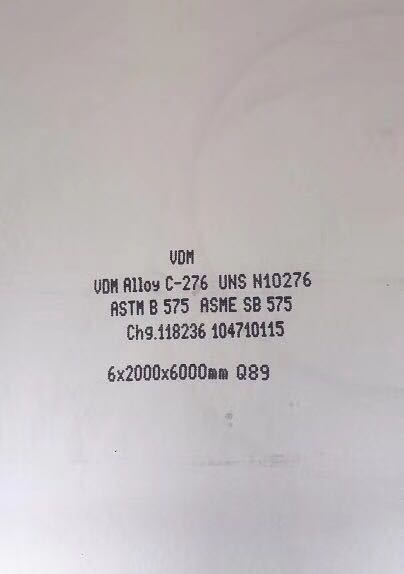 VDM
VDM Alloy C-276 UNS N10276
ASTM B 575 ASME SB 575
Chg.118236 104710115
6x2000x6000mm Q89